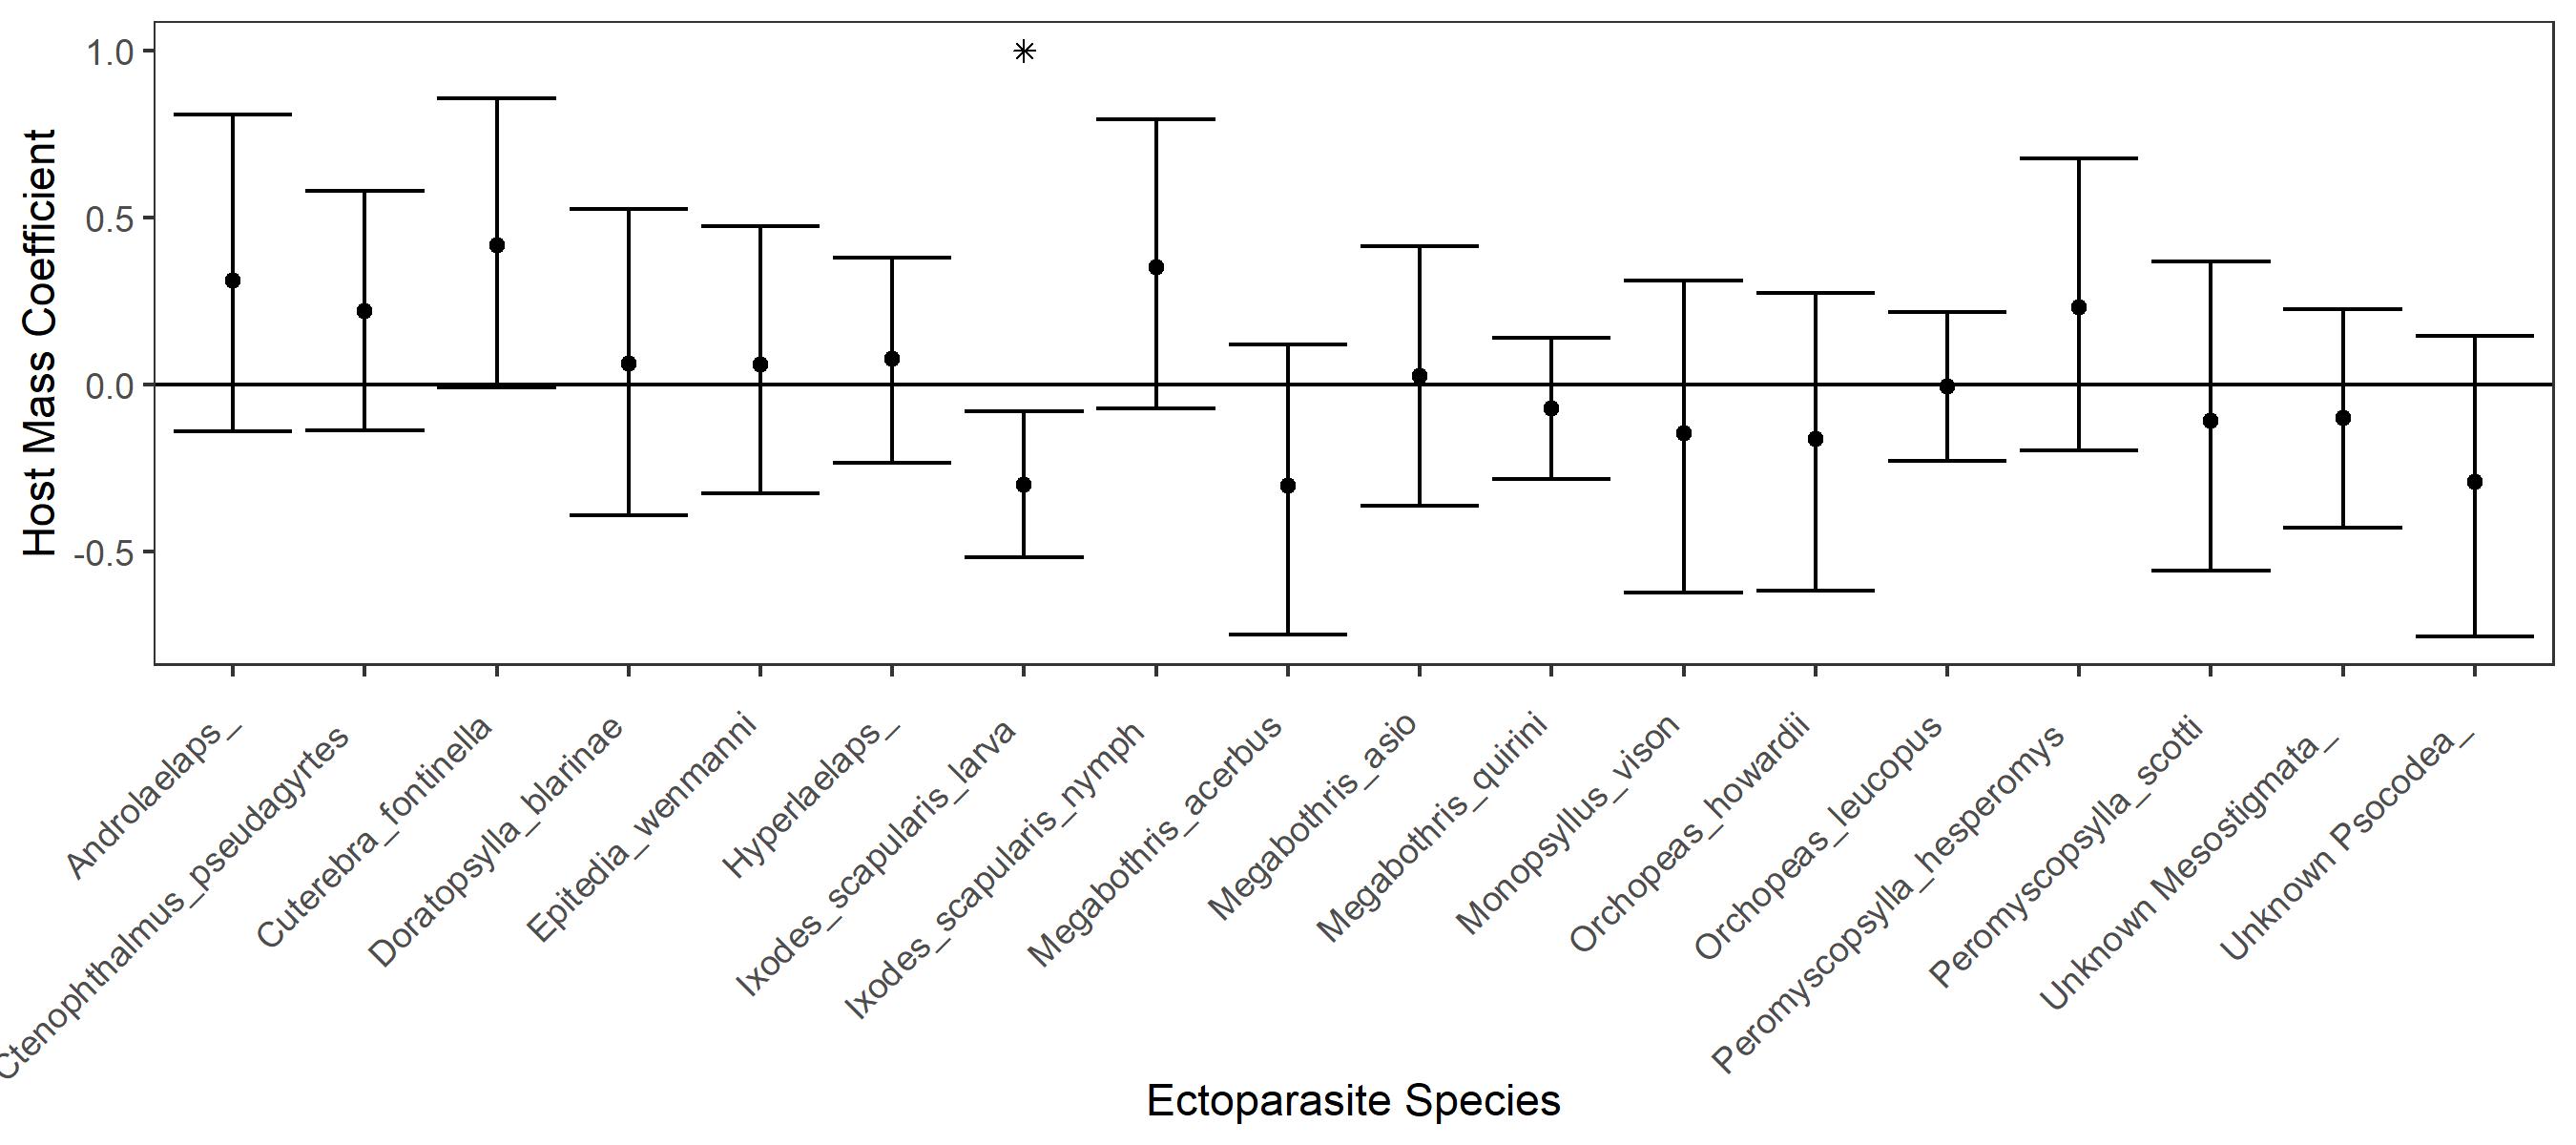 Host Mass Coefficient
1.0
0.5
0.0
-0.5
*
Androlaelaps_
Ctenophthalmus_pseudagyrtes
Cuterebra_fontinella
Doratopsylla_blarinae
Epitedia_wenmanni
Hyperlaelaps_
Ixodes_scapularis_larva
Ixodes_scapularis_nymph
Megabothris_acerbus
Megabothris_asio
Megabothris_quirini
Monopsyllus_vison
Orchopeas_howardii
Orchopeas_leucopus
Peromyscopsylla_hesperomys
Peromyscopsylla_scotti
Unknown Mesostigmata_
Unknown Psocodea_
Ectoparasite Species